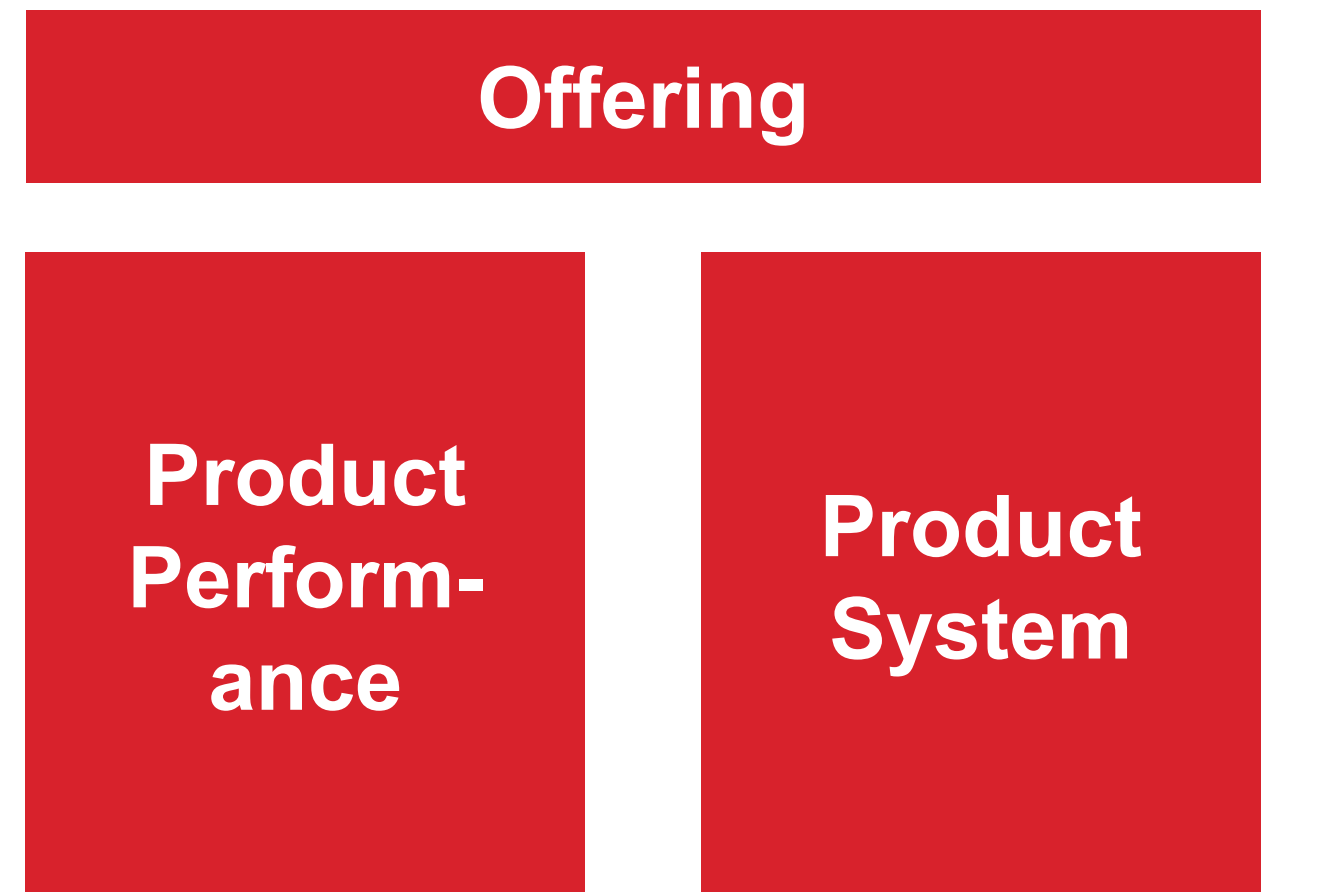 Offering
Product
Perform-
ance
Product
System